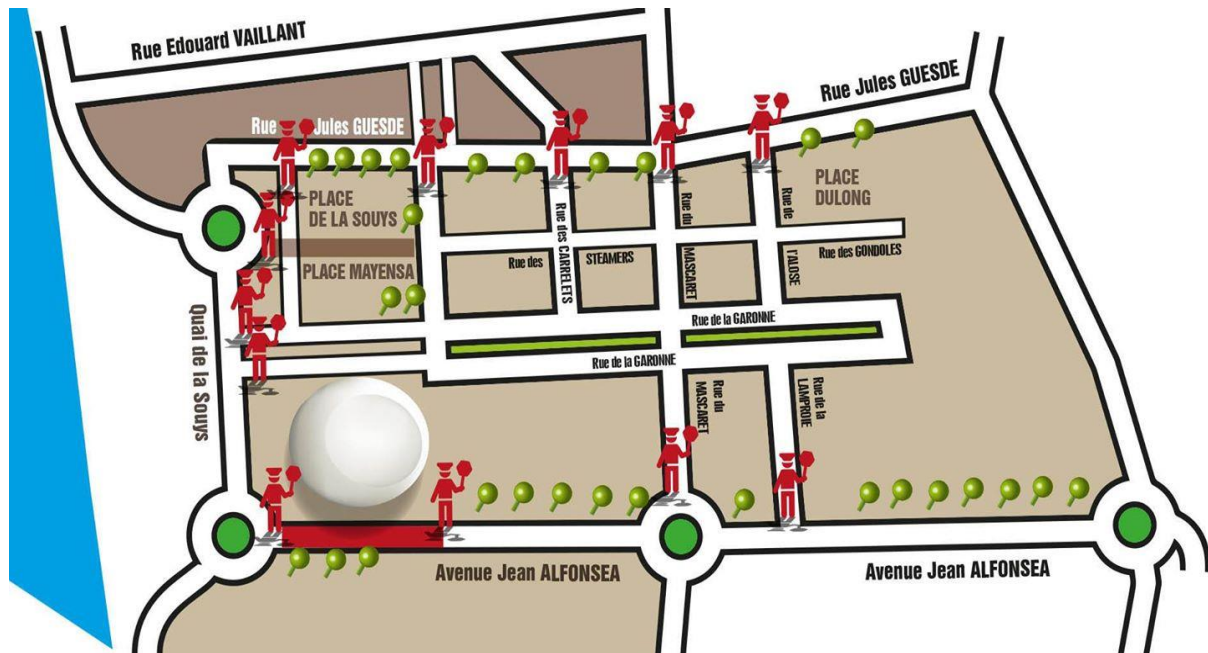 Rue Edouard VAILLANT
Rue Jules GUESDE
Rue Jules GUESDE
PLACE
DE LA SOUYS
PLACE
DULONG
Rue du
MASCARET
Rue de
l'ALOSE
Rue des CARRELETS
Rue des STEAMERS
Rue des GONDOLES
PLACE MAYENSA
Rue de la GARONNE
Rue de la GARONNE
Quai de la Souys
Rue du
MASCARET
Rue de la
LAMPROIE
Avenue Jean ALFONSEA
Avenue Jean ALFONSEA